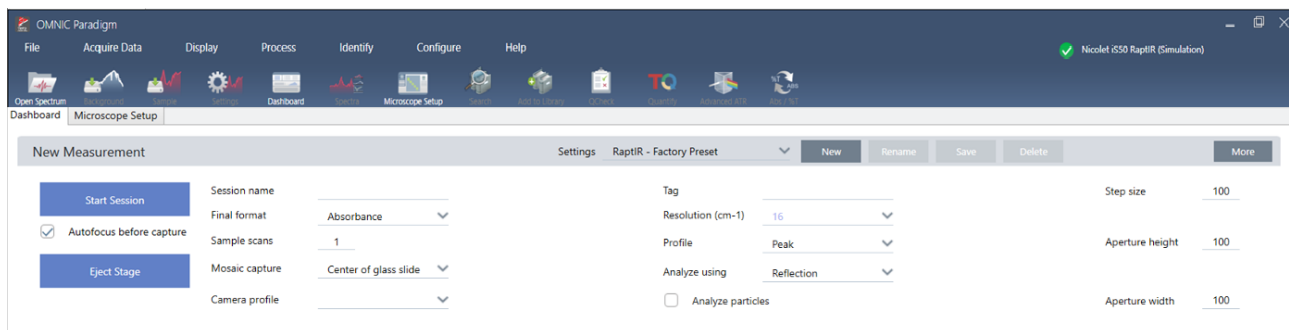 OMNIC Paradigm
File Acquire Data Display Process Identify Configure Help
Nicolet iS50 RaptIR (Simulation)
%T ABS
TQ
Open Spectrum Background Sample Settings Dashboard Spectra Microscope Setup Search Add to Library QCheck Quantify Advanced ATR Abs / %T
Dashboard Microscope Setup
New Measurement Settings RaptIR - Factory Preset New Rename Save Delete More
Start Session Session name Tag Step size 100
Final format Absorbance Resolution (cm-1) 16
Autofocus before capture Sample scans 1 Profile Peak Aperture height 100
Eject Stage Mosaic capture Center of glass slide Analyze using Reflection
Camera profile Analyze particles Aperture width 100